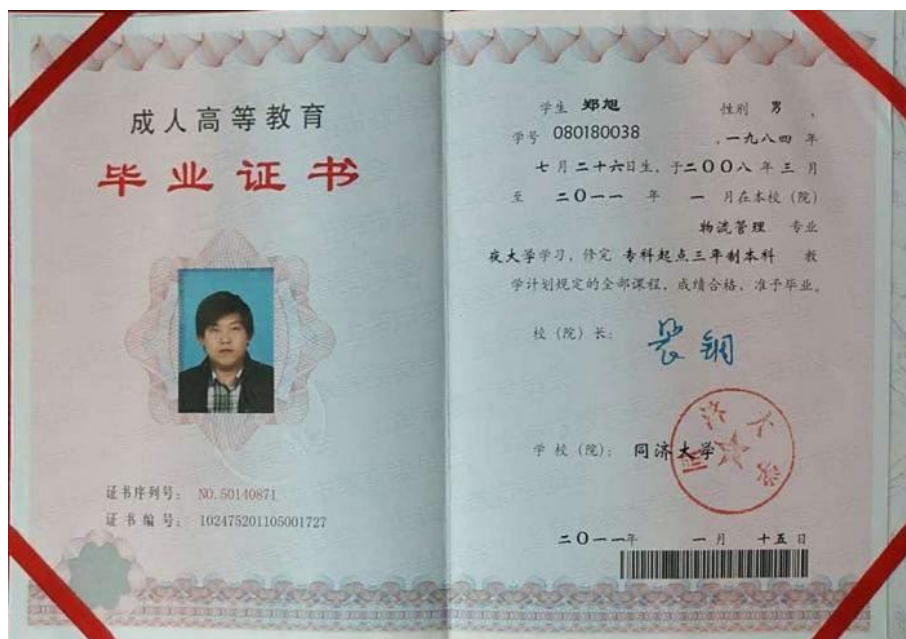 成人高等教育
毕业证书
证书序列号: NO.50140871
证书编号: 102475201105001727
学生 郑旭 性别 男 ,
学号 080180038 ,一九八四 年
七 月 二十六 日生, 于 二〇〇八 年 三 月
至 二〇一一 年 一 月在本校 (院)
物流管理 专业
夜大学 学习, 修完 专科起点三年制本科 教
学计划规定的全部课程, 成绩合格, 准予毕业。
校 (院) 长: 裴钢
学 校 (院): 同济大学
同济大学
二〇一一 年 一 月 十五 日